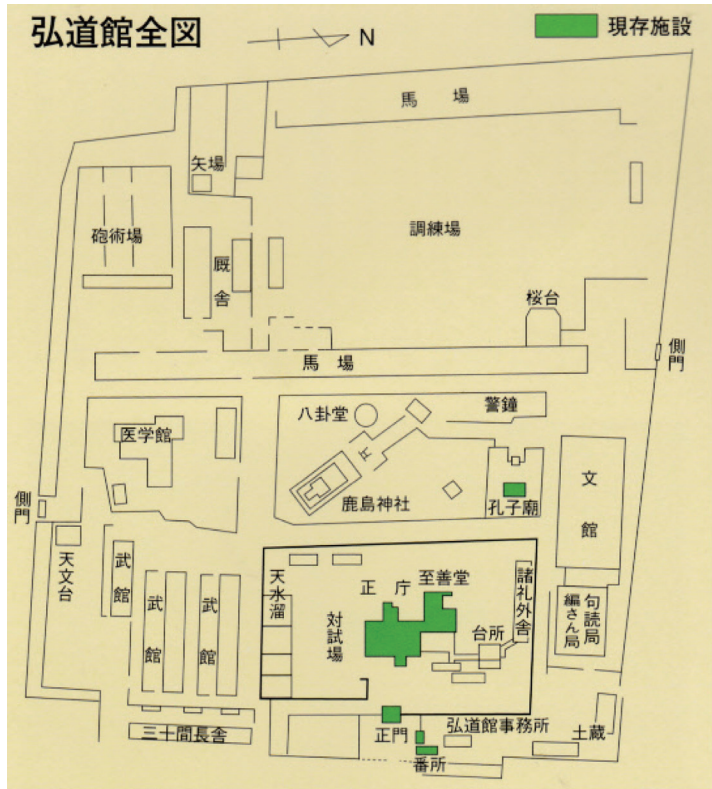 弘道館全図
N
現存施設
馬場
矢場
砲術場
調練場
厩舎
桜台
側門
馬場
八卦堂
警鐘
医学館
文館
鹿島神社
孔子廟
側門
天文台
武館
武館
武館
天水溜
対試場
正庁
至善堂
諸礼外舎
台所
句読局
編さん局
三十間長舎
正門
番所
弘道館事務所
土蔵